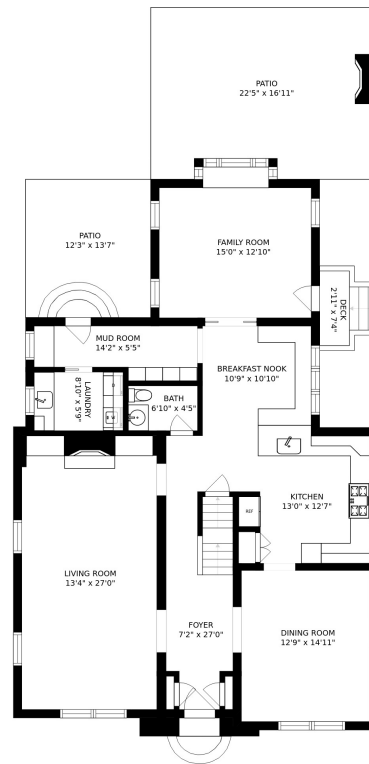 PATIO
22'5" x 16'11"
PATIO
12'3" x 13'7"
FAMILY ROOM
15'0" x 12'10"
DECK
2'11" x 7'4"
MUD ROOM
14'2" x 5'5"
BREAKFAST NOOK
10'9" x 10'10"
LAUNDRY
8'10" x 5'9"
BATH
6'10" x 4'5"
KITCHEN
13'0" x 12'7"
REF
LIVING ROOM
13'4" x 27'0"
FOYER
7'2" x 27'0"
DINING ROOM
12'9" x 14'11"